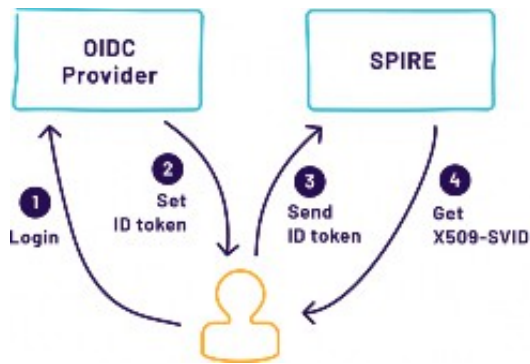 OIDC
Provider
SPIRE
1
Login
2
Set
ID token
3
Send
ID token
4
Get
X509-SVID